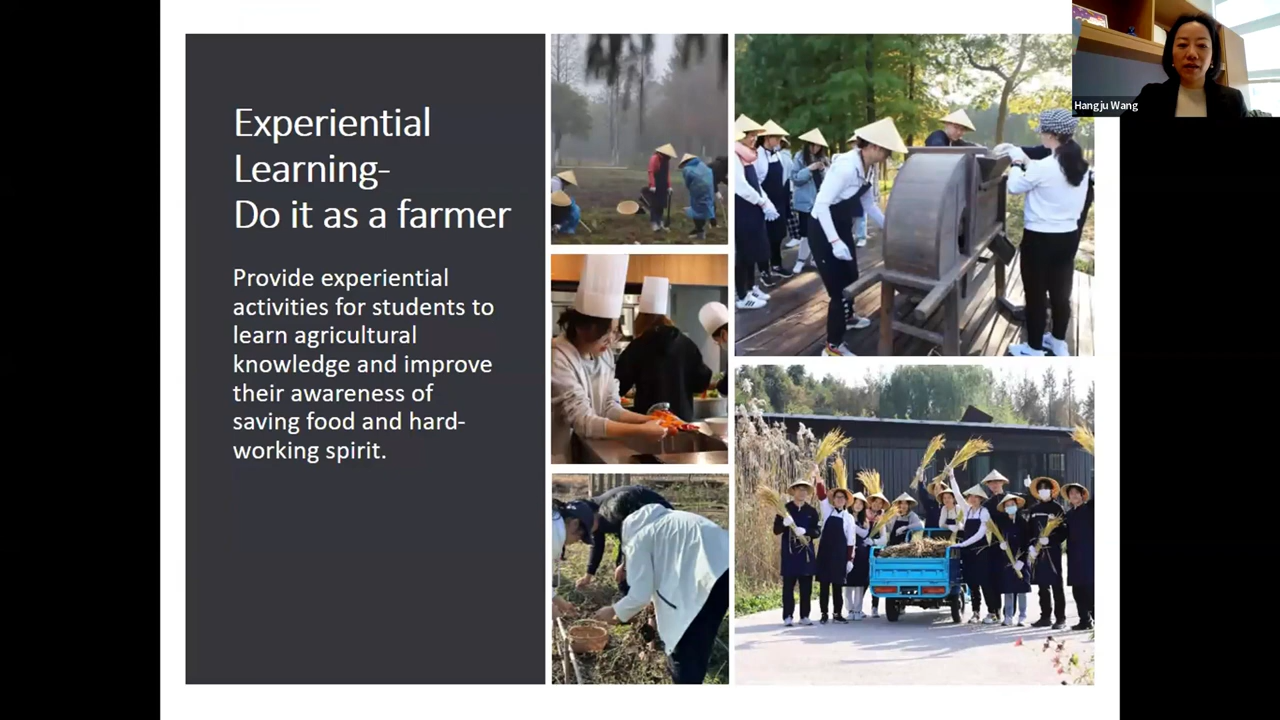 Experiential
Learning-
Do it as a farmer
Provide experiential
activities for students to
learn agricultural
knowledge and improve
their awareness of
saving food and hard-
working spirit.
Hangju Wang